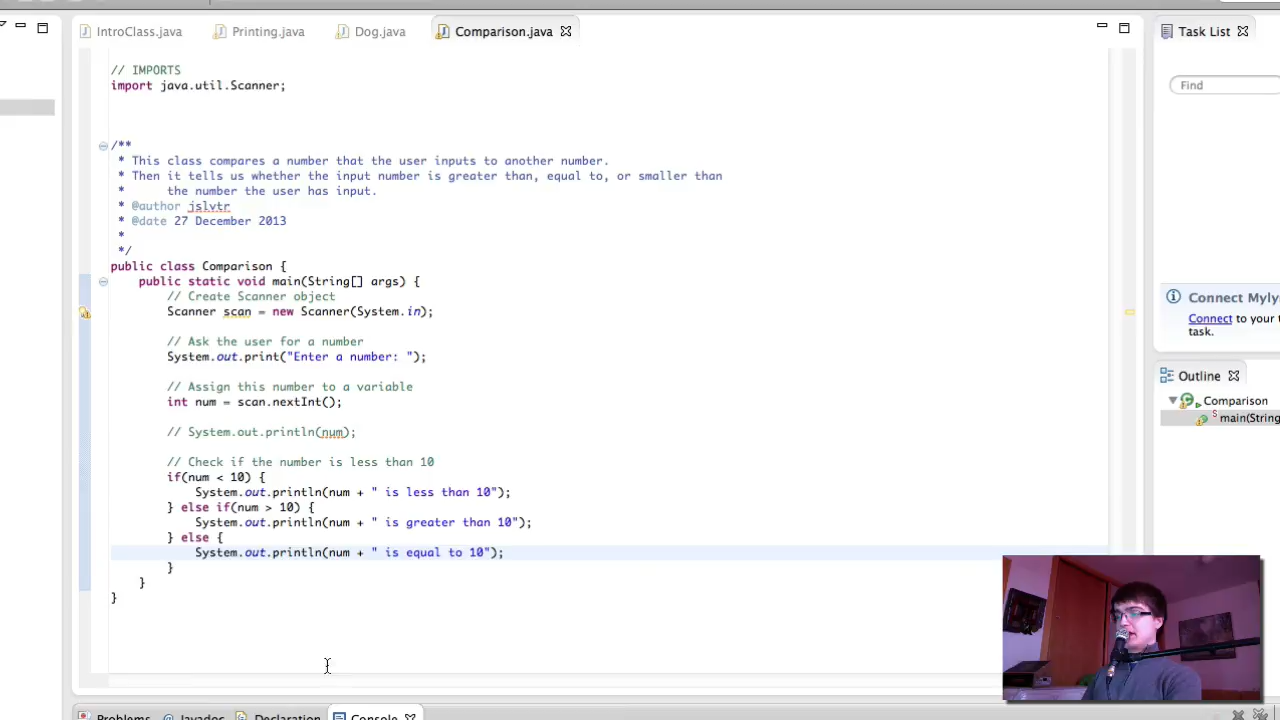 IntroClass.java Printing.java Dog.java Comparison.java Task List
// IMPORTS
import java.util.Scanner;
Find
/**
* This class compares a number that the user inputs to another number.
* Then it tells us whether the input number is greater than, equal to, or smaller than
* the number the user has input.
* @author jslvtr
* @date 27 December 2013
*
*/
public class Comparison {
public static void main(String[] args) {
// Create Scanner object
Scanner scan = new Scanner(System.in);
// Ask the user for a number
System.out.print("Enter a number: ");
// Assign this number to a variable
int num = scan.nextInt();
// System.out.println(num);
// Check if the number is less than 10
if(num < 10) {
System.out.println(num + " is less than 10");
} else if(num > 10) {
System.out.println(num + " is greater than 10");
} else {
System.out.println(num + " is equal to 10");
}
}
}
Connect Myly
Connect to your t
task.
Outline
Comparison
main(String
Problems @ Javadoc Declaration Console